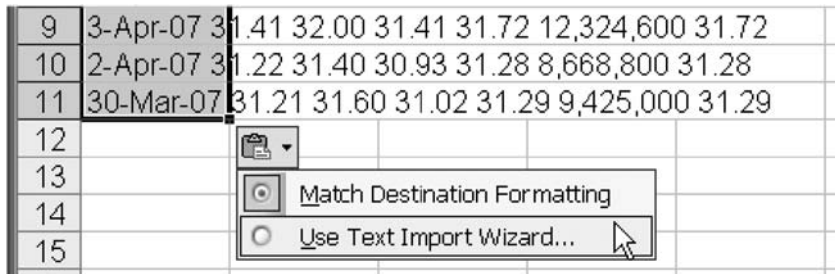 9 3-Apr-07 31.41 32.00 31.41 31.72 12,324,600 31.72
10 2-Apr-07 31.22 31.40 30.93 31.28 8,668,800 31.28
11 30-Mar-07 31.21 31.60 31.02 31.29 9,425,000 31.29
12
13
Match Destination Formatting
14
Use Text Import Wizard...
15